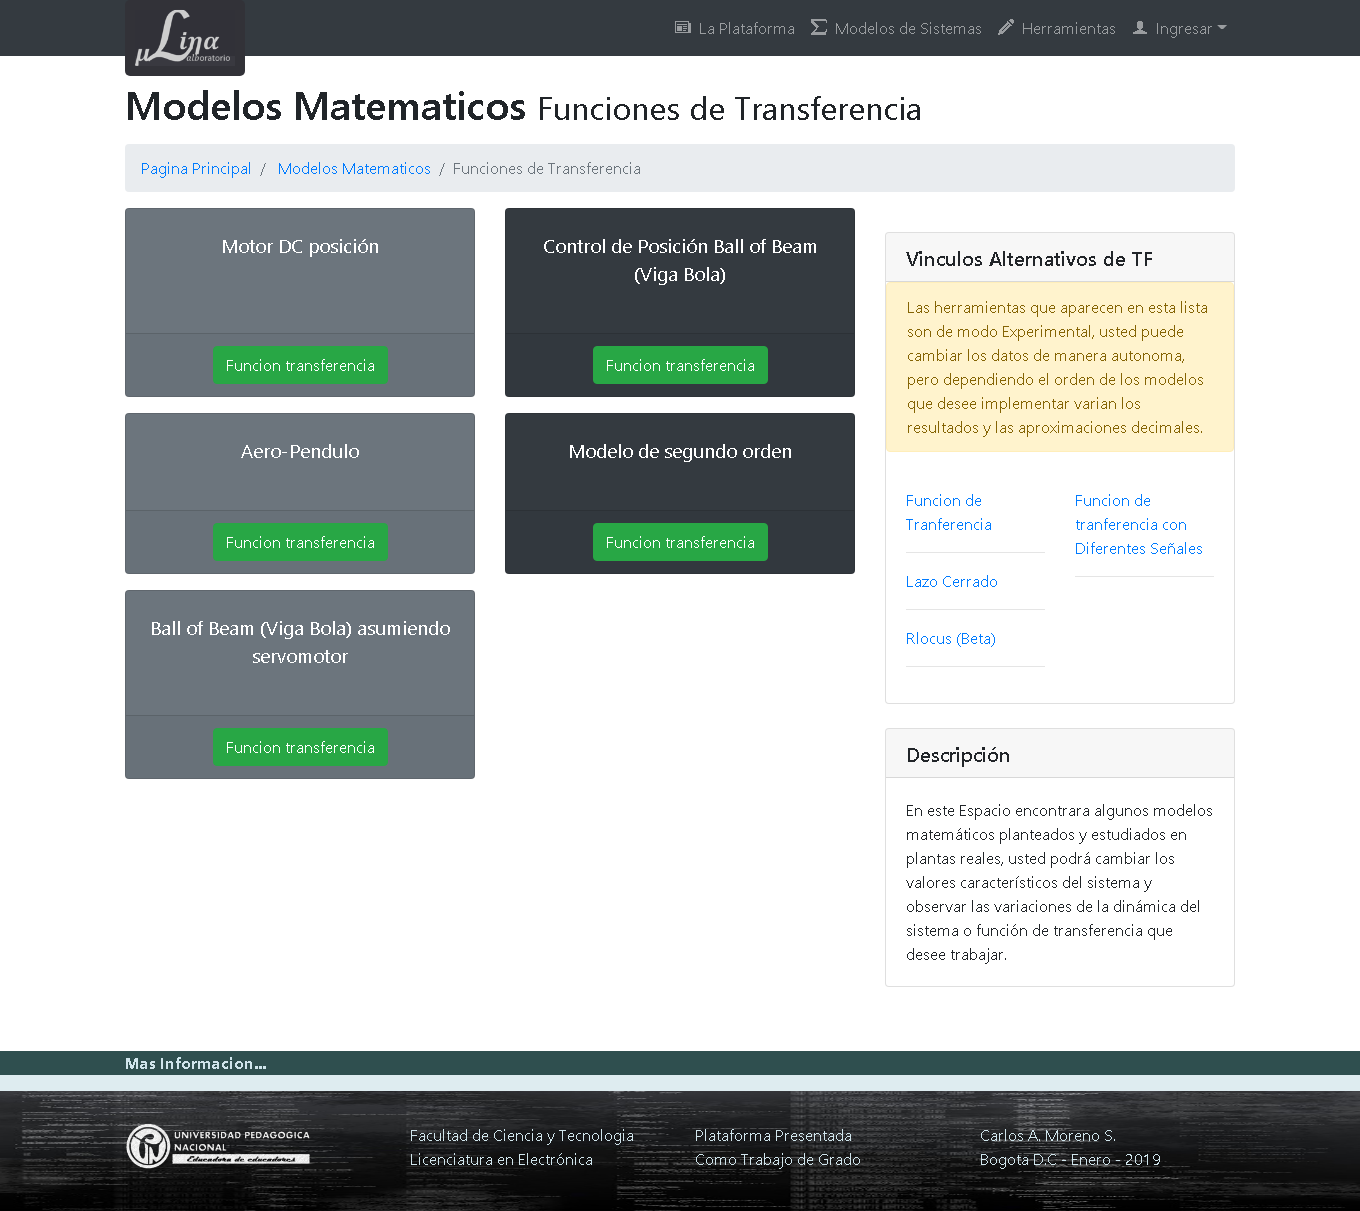 µLina
alboratorio
La Plataforma
Modelos de Sistemas
Herramientas
Ingresar
Modelos Matematicos Funciones de Transferencia
Pagina Principal / Modelos Matematicos / Funciones de Transferencia
Motor DC posición
Funcion transferencia
Control de Posición Ball of Beam
(Viga Bola)
Funcion transferencia
Aero-Pendulo
Funcion transferencia
Modelo de segundo orden
Funcion transferencia
Ball of Beam (Viga Bola) asumiendo
servomotor
Funcion transferencia
Vinculos Alternativos de TF
Las herramientas que aparecen en esta lista
son de modo Experimental, usted puede
cambiar los datos de manera autonoma,
pero dependiendo el orden de los modelos
que desee implementar varian los
resultados y las aproximaciones decimales.
Funcion de
Tranferencia
Lazo Cerrado
Rlocus (Beta)
Funcion de
tranferencia con
Diferentes Señales
Descripción
En este Espacio encontrara algunos modelos
matemáticos planteados y estudiados en
plantas reales, usted podrá cambiar los
valores característicos del sistema y
observar las variaciones de la dinámica del
sistema o función de transferencia que
desee trabajar.
Mas Informacion...
UNIVERSIDAD PEDAGOGICA
NACIONAL
Educadora de educadores
Facultad de Ciencia y Tecnologia
Licenciatura en Electrónica
Plataforma Presentada
Como Trabajo de Grado
Carlos A. Moreno S.
Bogota D.C - Enero - 2019